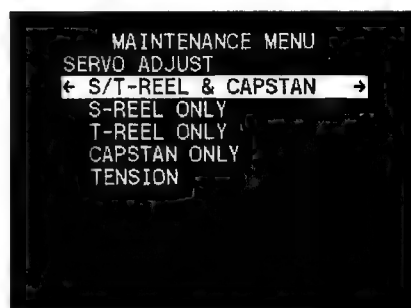 MAINTENANCE MENU
SERVO ADJUST
← S/T-REEL & CAPSTAN →
S-REEL ONLY
T-REEL ONLY
CAPSTAN ONLY
TENSION